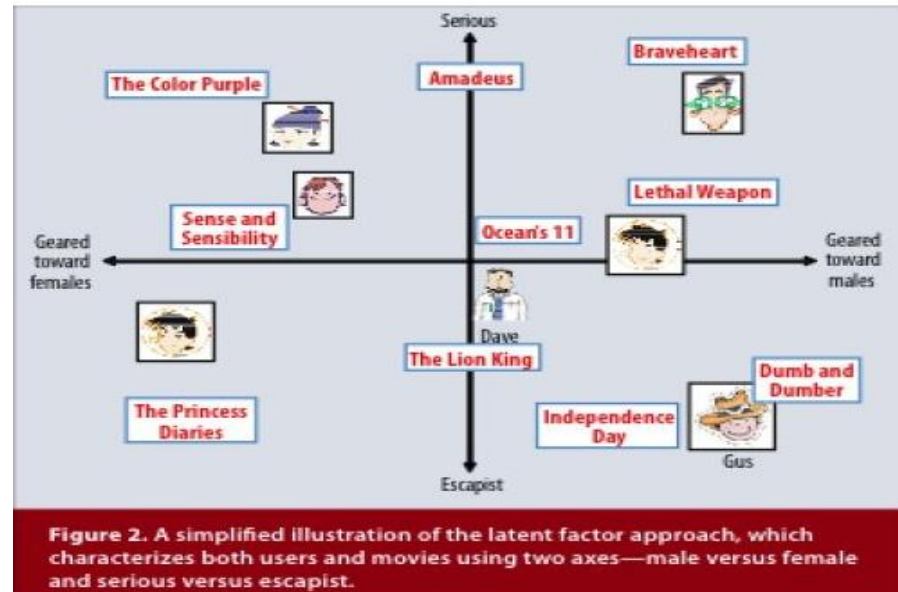 Serious
Braveheart
Amadeus
The Color Purple
Lethal Weapon
Sense and
Sensibility
Ocean's 11
Geared
toward
females
Geared
toward
males
Dave
The Lion King
Dumb and
Dumber
The Princess
Diaries
Independence
Day
Gus
Escapist
Figure 2. A simplified illustration of the latent factor approach, which
characterizes both users and movies using two axes—male versus female
and serious versus escapist.